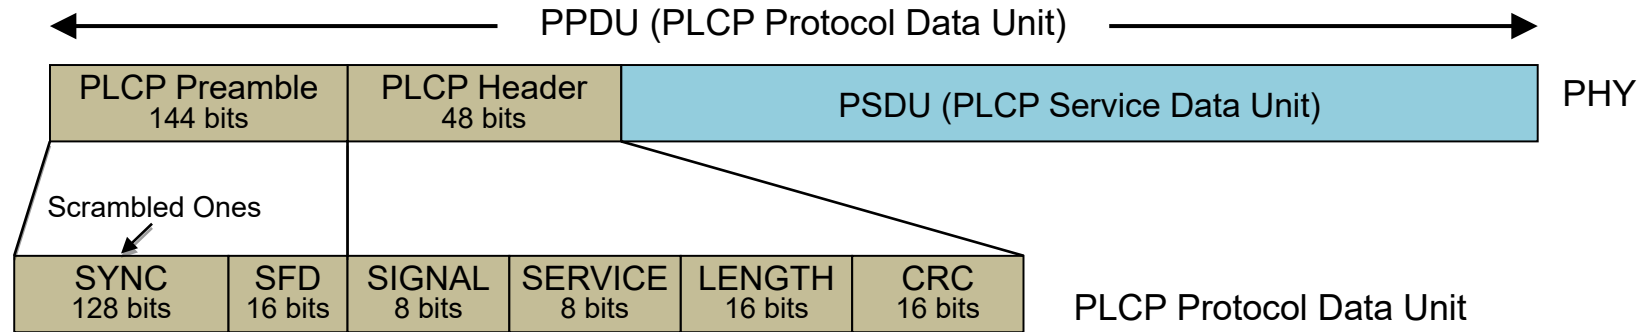 PPDU (PLCP Protocol Data Unit)
PLCP Preamble
144 bits
PLCP Header
48 bits
PSDU (PLCP Service Data Unit)
PHY
Scrambled Ones
SYNC
128 bits
SFD
16 bits
SIGNAL
8 bits
SERVICE
8 bits
LENGTH
16 bits
CRC
16 bits
PLCP Protocol Data Unit